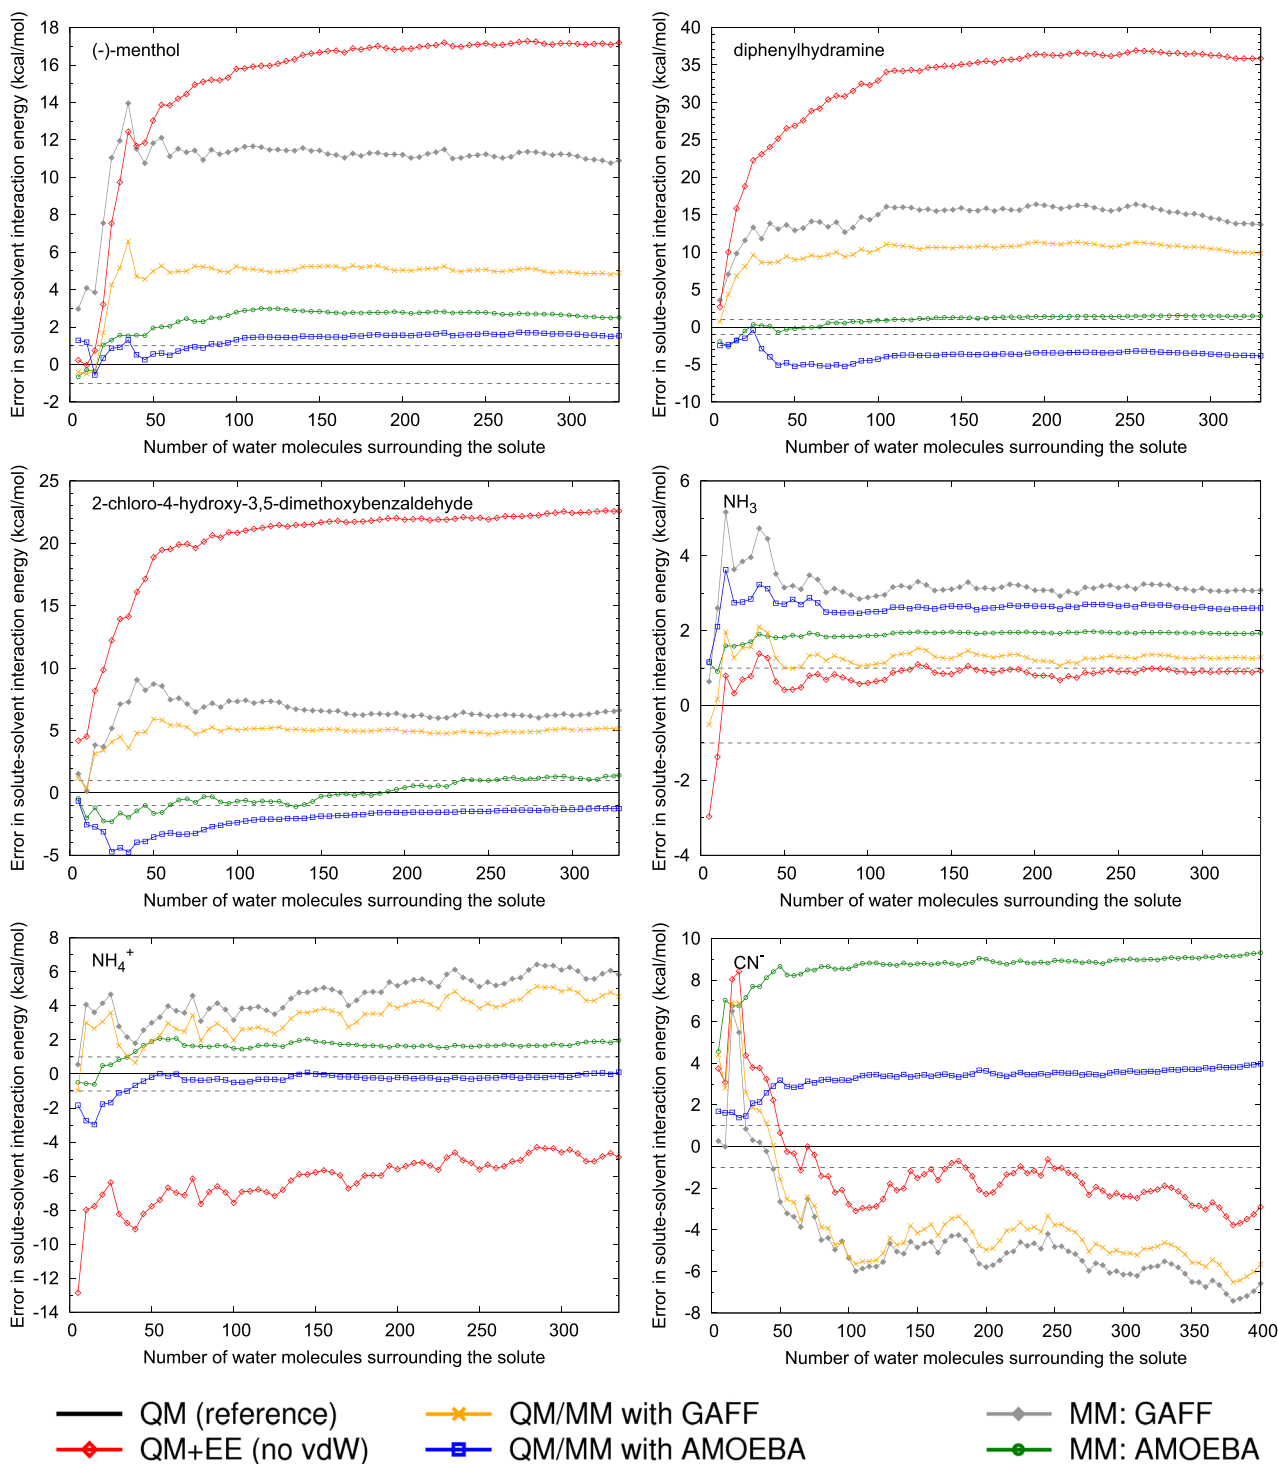 (-)-menthol
Error in solute-solvent interaction energy (kcal/mol)
18
16
14
12
10
8
6
4
2
0
-2
0 50 100 150 200 250 300
Number of water molecules surrounding the solute
diphenylhydramine
Error in solute-solvent interaction energy (kcal/mol)
40
35
30
25
20
15
10
5
0
-5
-10
0 50 100 150 200 250 300
Number of water molecules surrounding the solute
2-chloro-4-hydroxy-3,5-dimethoxybenzaldehyde
Error in solute-solvent interaction energy (kcal/mol)
25
20
15
10
5
0
-5
0 50 100 150 200 250 300
Number of water molecules surrounding the solute
NH3
Error in solute-solvent interaction energy (kcal/mol)
6
4
2
0
-2
-4
0 50 100 150 200 250 300
Number of water molecules surrounding the solute
NH4+
Error in solute-solvent interaction energy (kcal/mol)
8
6
4
2
0
-2
-4
-6
-8
-10
-12
-14
0 50 100 150 200 250 300
Number of water molecules surrounding the solute
CN-
Error in solute-solvent interaction energy (kcal/mol)
10
8
6
4
2
0
-2
-4
-6
-8
0 50 100 150 200 250 300 350 400
Number of water molecules surrounding the solute
QM (reference) QM/MM with GAFF MM: GAFF
QM+EE (no vdW) QM/MM with AMOEBA MM: AMOEBA